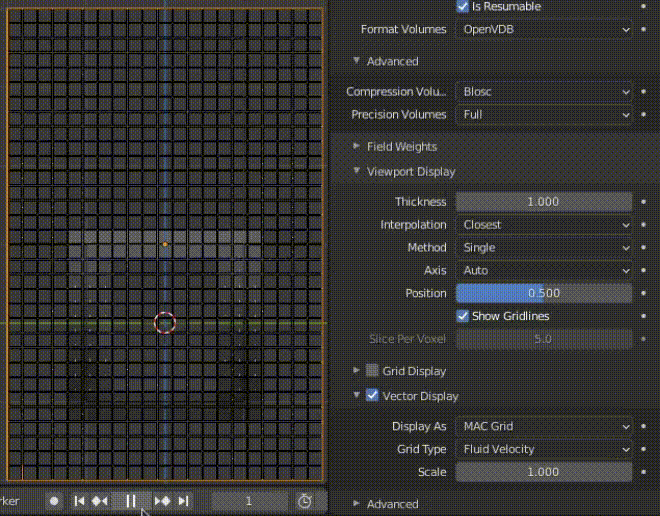 Is Resumable
Format Volumes OpenVDB
Advanced
Compression Volu... Blosc
Precision Volumes Full
Field Weights
Viewport Display
Thickness 1.000
Interpolation Closest
Method Single
Axis Auto
Position 0.500
Show Gridlines
Slice Per Voxel 5.0
Grid Display
Vector Display
Display As MAC Grid
Grid Type Fluid Velocity
Scale 1.000
rker 1
Advanced